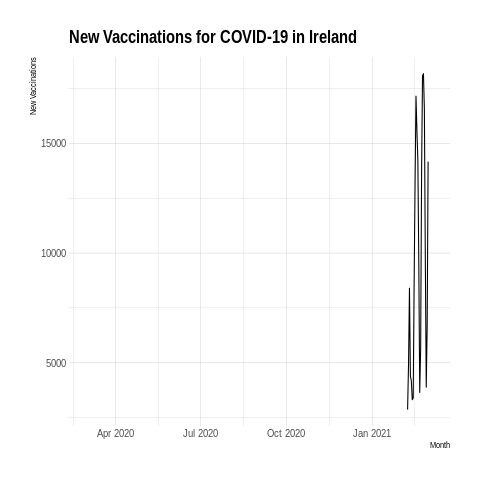 New Vaccinations for COVID-19 in Ireland
New Vaccinations
15000
10000
5000
Apr 2020 Jul 2020 Oct 2020 Jan 2021
Month